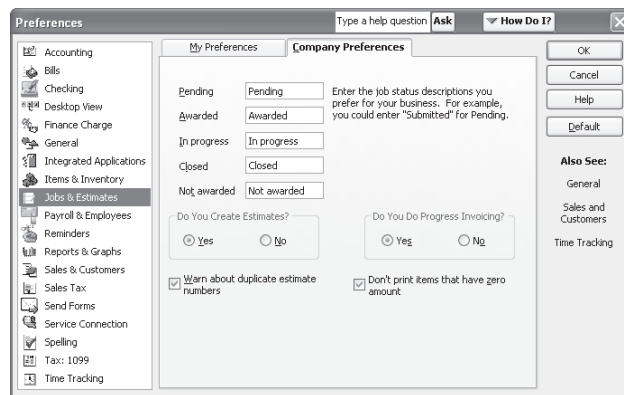 Preferences
Type a help question Ask How Do I?
Accounting
Bills
Checking
Desktop View
Finance Charge
General
Integrated Applications
Items & Inventory
Jobs & Estimates
Payroll & Employees
Reminders
Reports & Graphs
Sales & Customers
Sales Tax
Send Forms
Service Connection
Spelling
Tax: 1099
Time Tracking
My Preferences Company Preferences
Pending Pending
Awarded Awarded
In progress In progress
Closed Closed
Not awarded Not awarded
Enter the job status descriptions you
prefer for your business. For example,
you could enter "Submitted" for Pending.
Do You Create Estimates?
Yes No
Do You Do Progress Invoicing?
Yes No
Warn about duplicate estimate
numbers
Don't print items that have zero
amount
OK
Cancel
Help
Default
Also See:
General
Sales and
Customers
Time Tracking